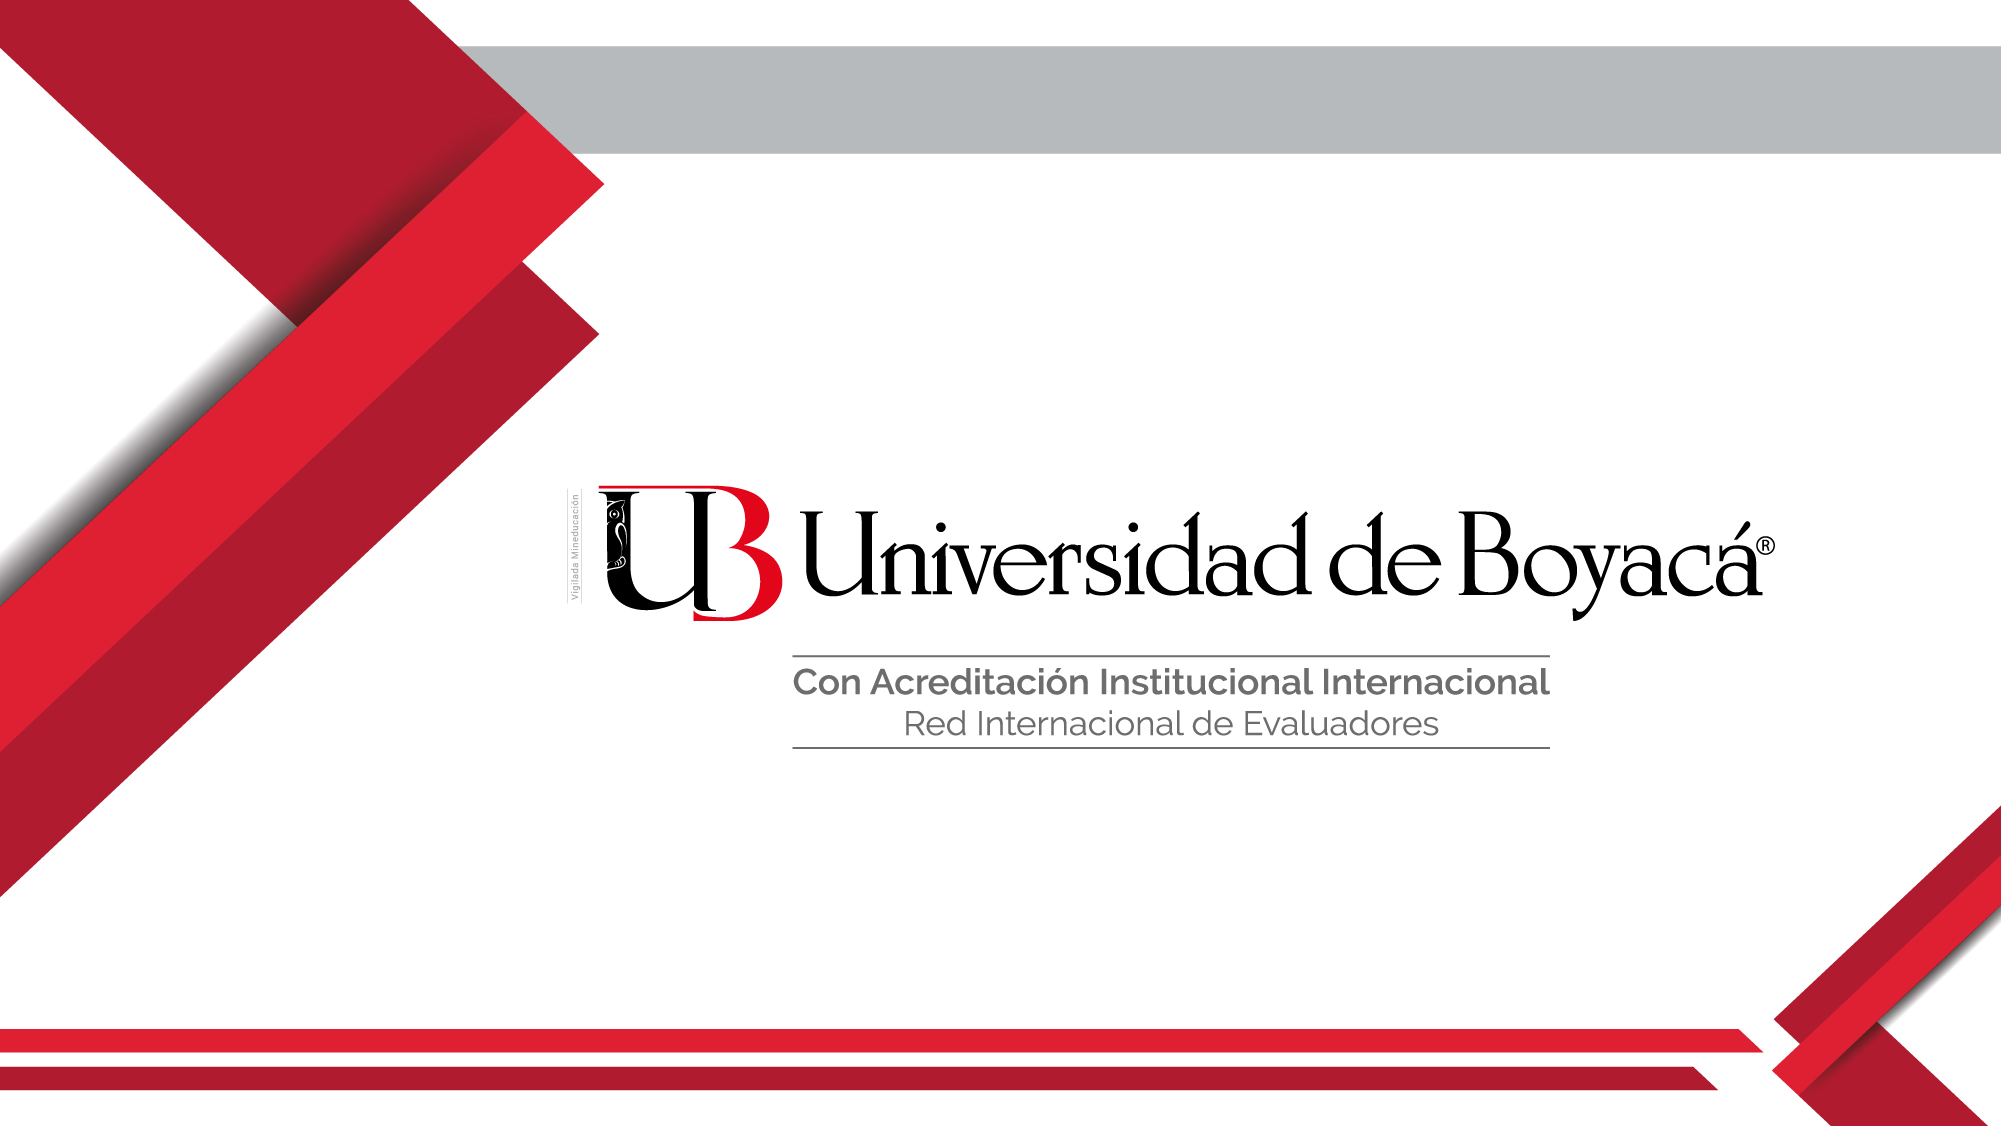 Vigilada Mineducación
UB Universidad de Boyacá®
Con Acreditación Institucional Internacional
Red Internacional de Evaluadores